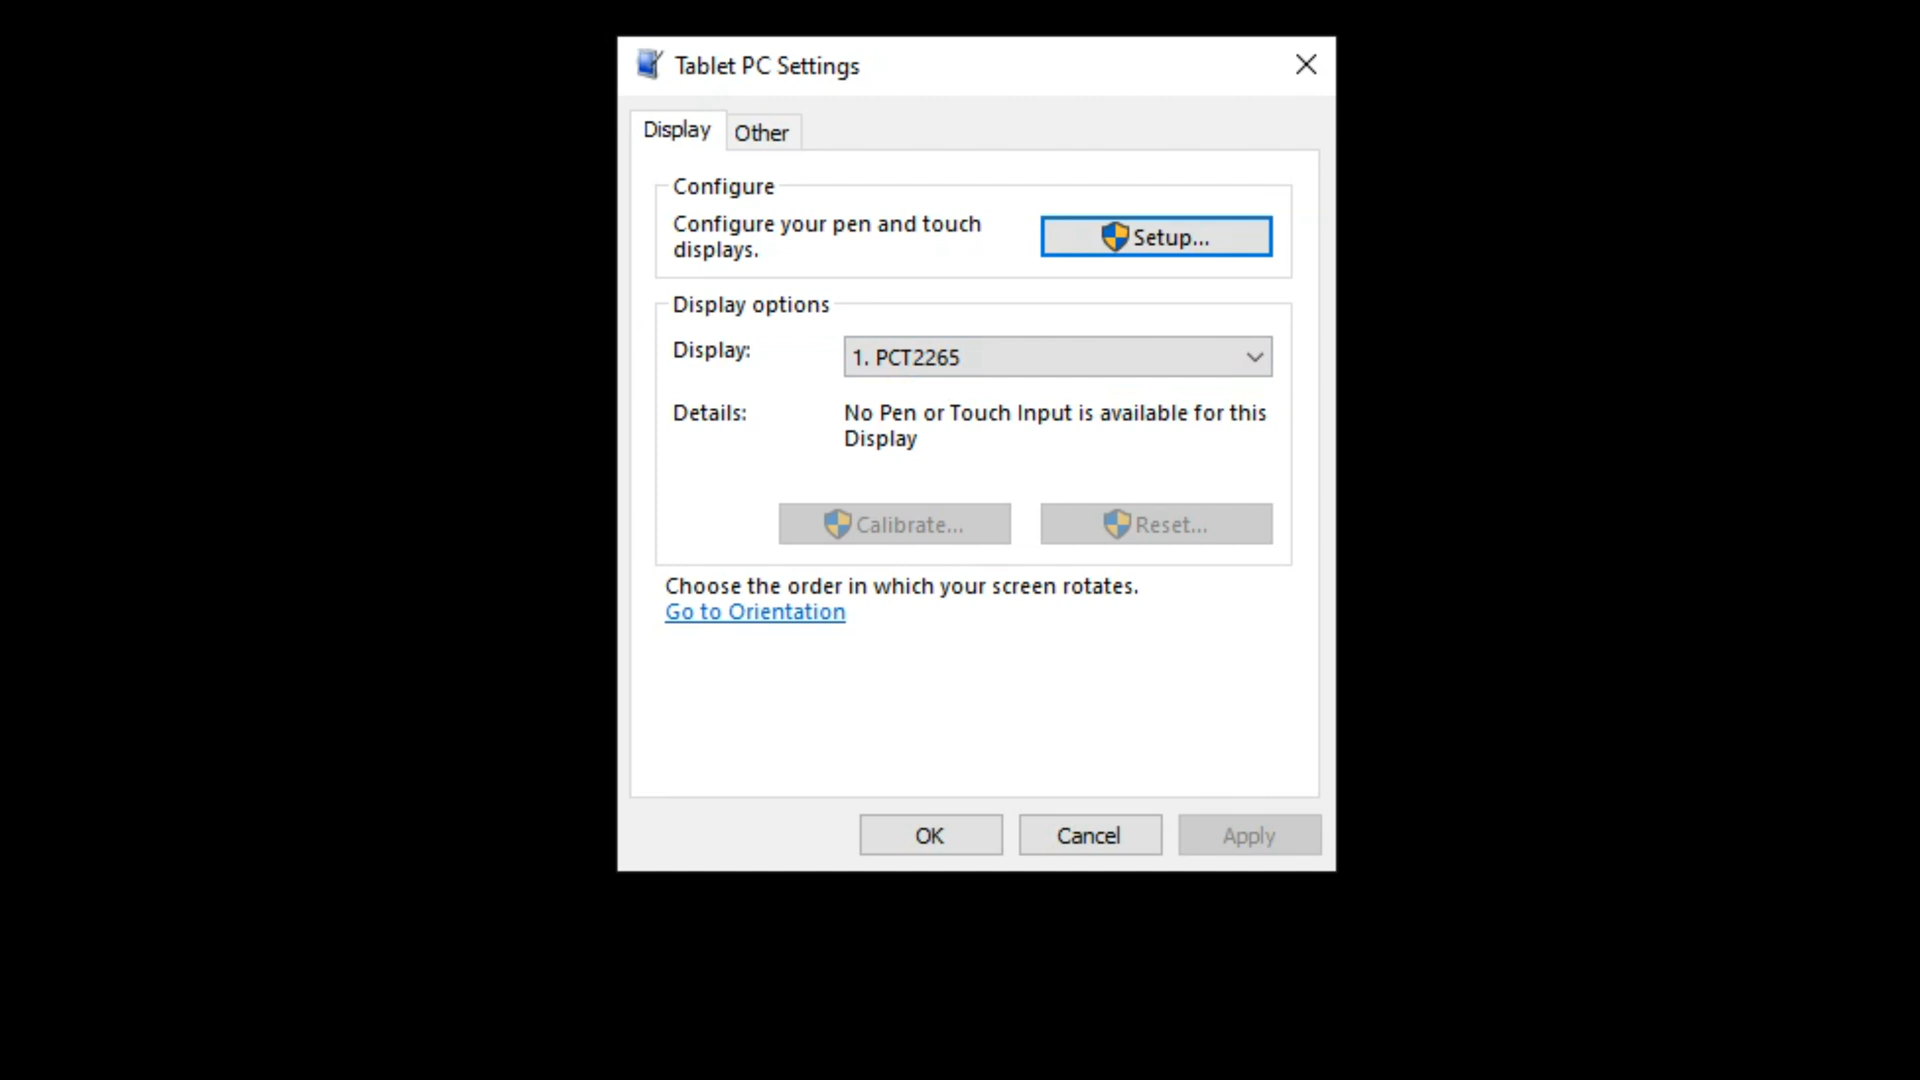 Tablet PC Settings
Display
Other
Configure
Configure your pen and touch
displays.
Setup...
Display options
Display:
1. PCT2265
Details:
No Pen or Touch Input is available for this
Display
Calibrate...
Reset...
Choose the order in which your screen rotates.
Go to Orientation
OK
Cancel
Apply